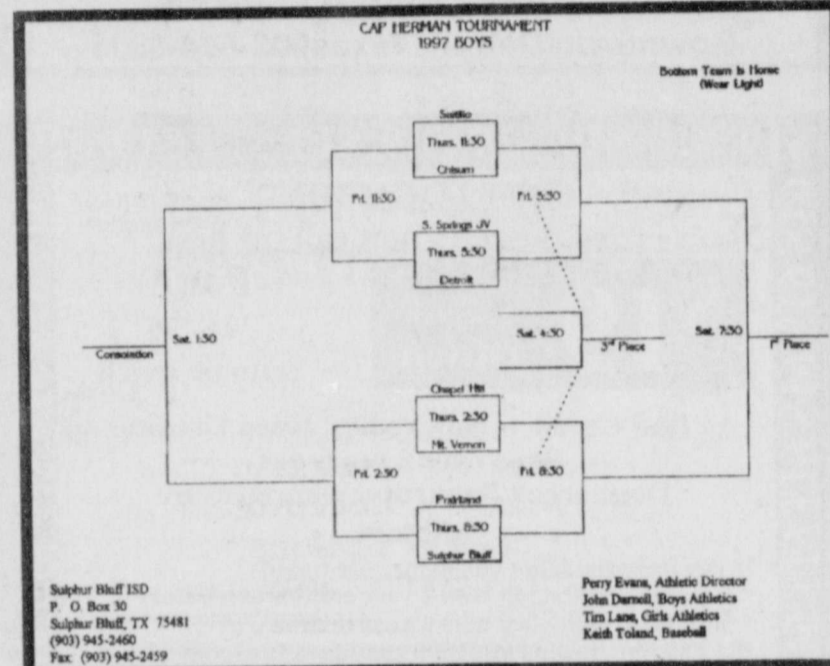 CAP HERMAN TOURNAMENT
1997 BOYS
Bottom Team Is Home
(Wear Light)
Saltillo
Thurs. 11:30
Chisum
Fri. 11:30
Fri. 5:30
S. Springs JV
Thurs. 5:30
Detroit
Sat. 1:30
Consolation
Sat. 4:30
3rd Place
Sat. 7:30
1st Place
Chapel Hill
Thurs. 2:30
Mt. Vernon
Fri. 2:30
Fri. 8:30
Prairiland
Thurs. 8:30
Sulphur Bluff
Sulphur Bluff ISD
P. O. Box 30
Sulphur Bluff, TX 75481
(903) 945-2460
Fax: (903) 945-2459
Perry Evans, Athletic Director
John Darnell, Boys Athletics
Tim Lane, Girls Athletics
Keith Toland, Baseball